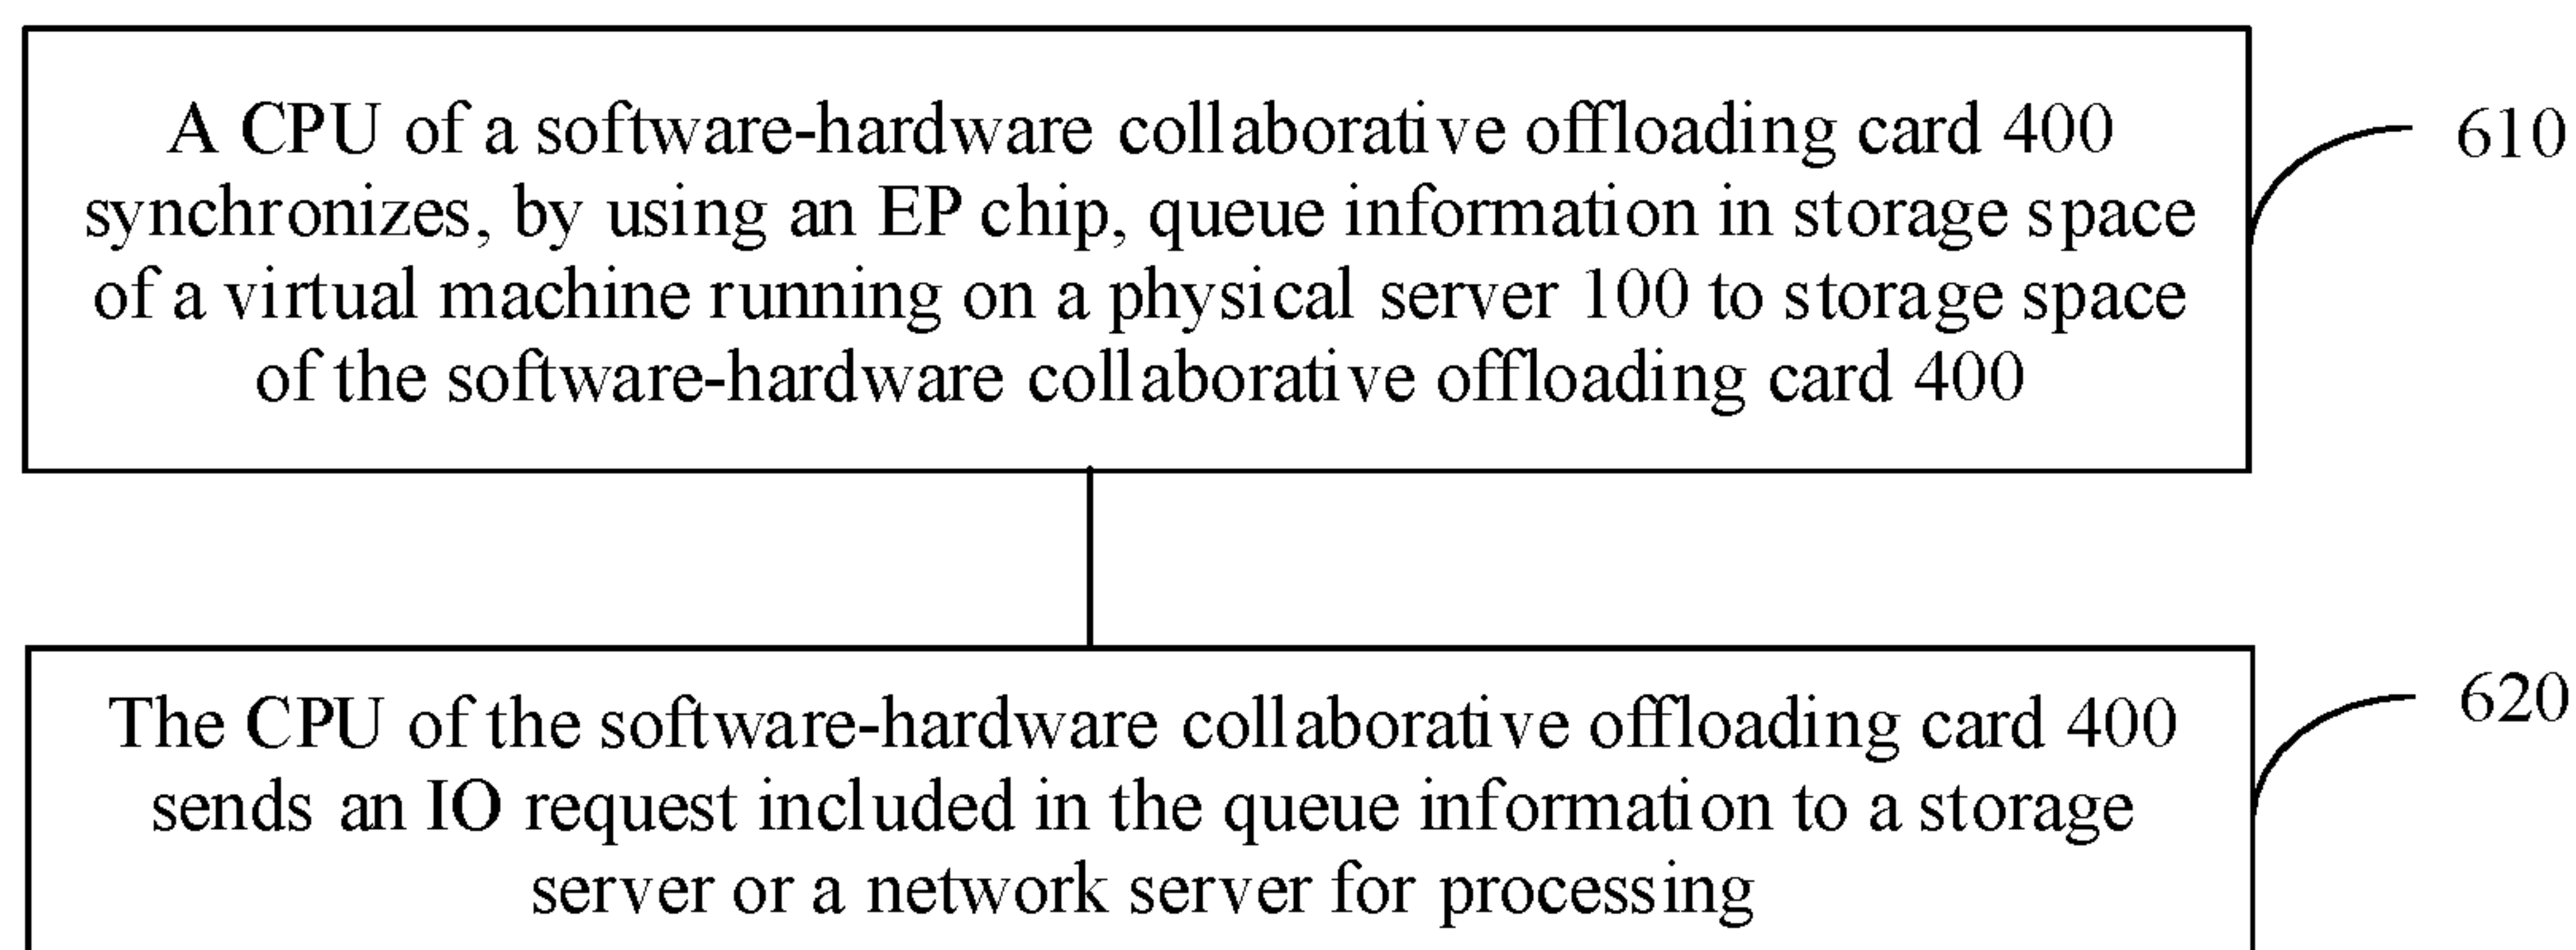 A CPU of a software-hardware collaborative offloading card 400
synchronizes, by using an EP chip, queue information in storage space
of a virtual machine running on a physical server 100 to storage space
of the software-hardware collaborative offloading card 400
610
The CPU of the software-hardware collaborative offloading card 400
sends an IO request included in the queue information to a storage
server or a network server for processing
620